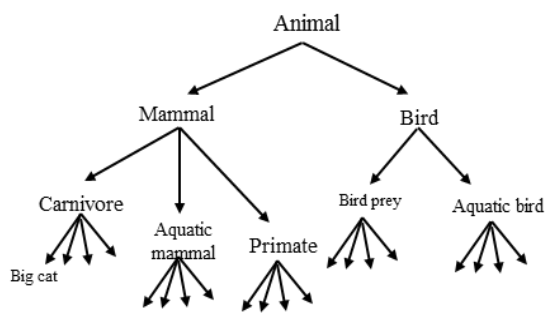 Animal
Mammal
Bird
Carnivore
Aquatic
mammal
Primate
Bird prey
Aquatic bird
Big cat